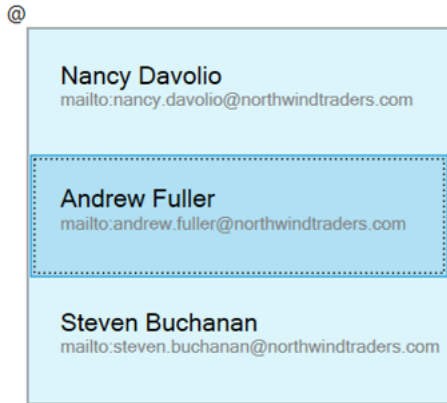 @
Nancy Davolio
mailto:nancy.davolio@northwindtraders.com
Andrew Fuller
mailto:andrew.fuller@northwindtraders.com
Steven Buchanan
mailto:steven.buchanan@northwindtraders.com